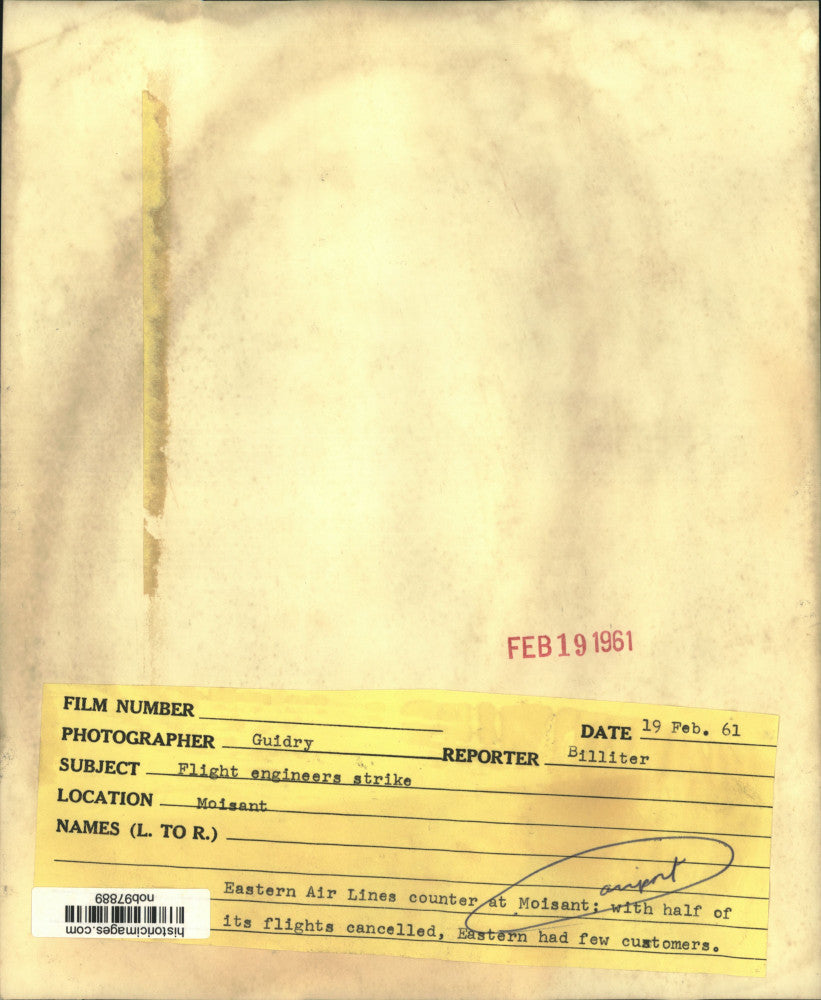 FEB 19 1961
FILM NUMBER
DATE 19 Feb. 61
PHOTOGRAPHER Guidry
REPORTER Billiter
SUBJECT Flight engineers strike
LOCATION Moisant
NAMES (L. TO R.)
airport
Eastern Air Lines counter at Moisant; with half of
its flights cancelled, Eastern had few customers.
historicimages.com
nob97889